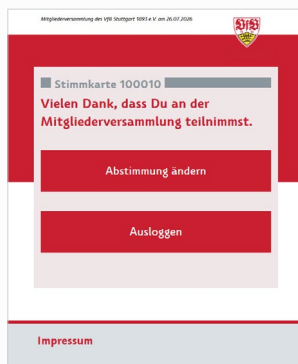 Mitgliederversammlung des VfB Stuttgart 1893 e.V. am 26.07.2026
VfB
Stimmkarte 100010
Vielen Dank, dass Du an der
Mitgliederversammlung teilnimmst.
Abstimmung ändern
Ausloggen
Impressum